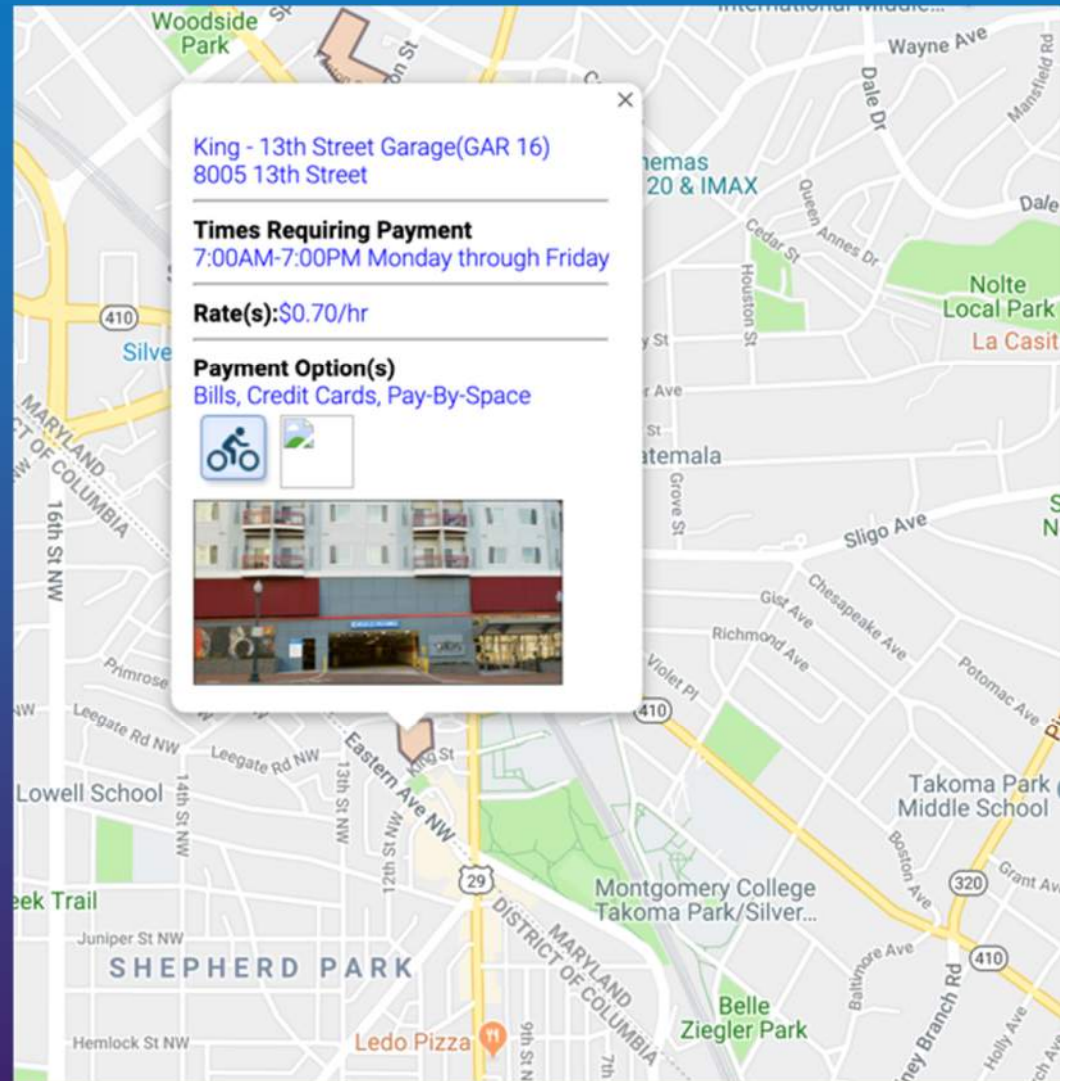 Woodside
Park
Wayne Ave
Dale Dr
Mansfield Rd
King - 13th Street Garage(GAR 16)
8005 13th Street
Times Requiring Payment
7:00AM-7:00PM Monday through Friday
Rate(s):$0.70/hr
Payment Option(s)
Bills, Credit Cards, Pay-By-Space
20 & IMAX
Queen Annes Dr
Cedar St
Houston St
Dale
Nolte
Local Park
La Casit
410
Silve
MARYLAND
16th St NW
St
Grove St
Sligo Ave
Gist Ave
Chesapeake Ave
Richmond Ave
Potomac Ave
Violet Pl
410
Primrose
Leegate Rd NW
Leegate Rd NW
King St
Eastern Ave NW
13th St NW
14th St NW
12th St NW
Lowell School
Takoma Park
Middle School
Boston Ave
320
Grant Av
29
Montgomery College
Takoma Park/Silver...
MARYLAND
DISTRICT OF COLUMBIA
eek Trail
Juniper St NW
SHEPHERD PARK
Baltimore Ave
410
ney Branch Rd
Belle
Ziegler Park
Holly Ave
Hemlock St NW
Ledo Pizza
9th St N
7th